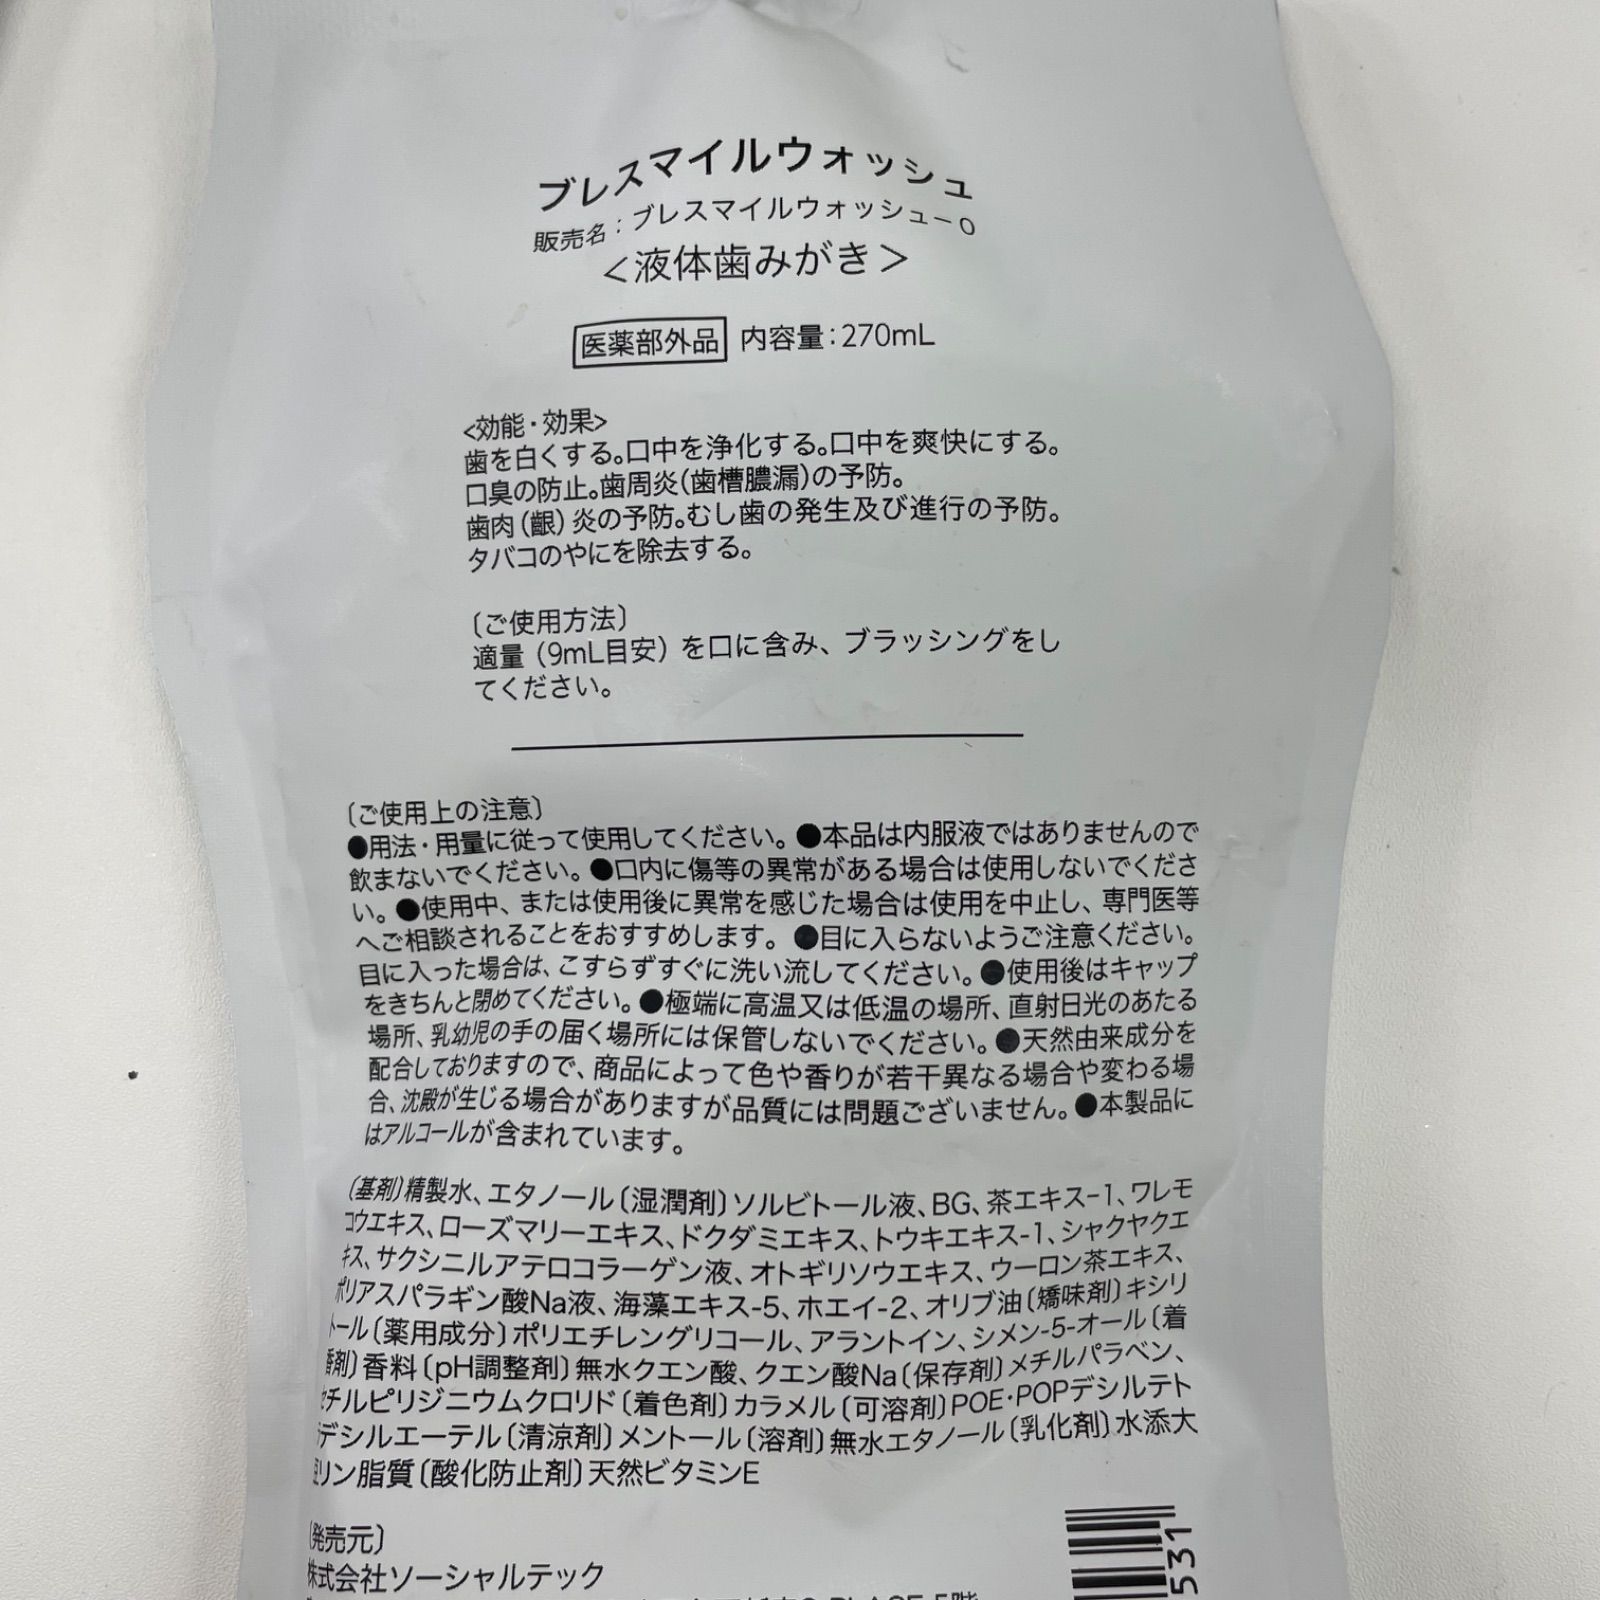 ブレスマイルウォッシュ
販売名：ブレスマイルウォッシュ－O
＜液体歯みがき＞
医薬部外品 内容量：270mL
<効能・効果>
歯を白くする。口中を浄化する。口中を爽快にする。
口臭の防止。歯周炎(歯槽膿漏)の予防。
歯肉（齦）炎の予防。むし歯の発生及び進行の予防。
タバコのやにを除去する。
〔ご使用方法〕
適量（9mL目安）を口に含み、ブラッシングをし
てください。
〔ご使用上の注意〕
●用法・用量に従って使用してください。●本品は内服液ではありませんので
飲まないでください。●口内に傷等の異常がある場合は使用しないでくださ
い。●使用中、または使用後に異常を感じた場合は使用を中止し、専門医等
へご相談されることをおすすめします。●目に入らないようご注意ください。
目に入った場合は、こすらずすぐに洗い流してください。●使用後はキャップ
をきちんと閉めてください。●極端に高温又は低温の場所、直射日光のあたる
場所、乳幼児の手の届く場所には保管しないでください。●天然由来成分を
配合しておりますので、商品によって色や香りが若干異なる場合や変わる場
合、沈殿が生じる場合がありますが品質には問題ございません。●本製品に
はアルコールが含まれています。
〔基剤〕精製水、エタノール〔湿潤剤〕ソルビトール液、BG、茶エキス-1、ワレモ
コウエキス、ローズマリーエキス、ドクダミエキス、トウキエキス-1、シャクヤクエ
キス、サクシニルアテロコラーゲン液、オトギリソウエキス、ウーロン茶エキス、
ポリアスパラギン酸Na液、海藻エキス-5、ホエイ-2、オリブ油〔矯味剤〕キシリ
トール〔薬用成分〕ポリエチレングリコール、アラントイン、シメン-5-オール〔着
香剤〕香料〔pH調整剤〕無水クエン酸、クエン酸Na〔保存剤〕メチルパラベン、
セチルピリジニウムクロリド〔着色剤〕カラメル〔可溶剤〕POE・POPデシルテト
ラデシルエーテル〔清涼剤〕メントール〔溶剤〕無水エタノール〔乳化剤〕水添大
豆リン脂質〔酸化防止剤〕天然ビタミンE
〔発売元〕
株式会社ソーシャルテック
PLACE 5階
531